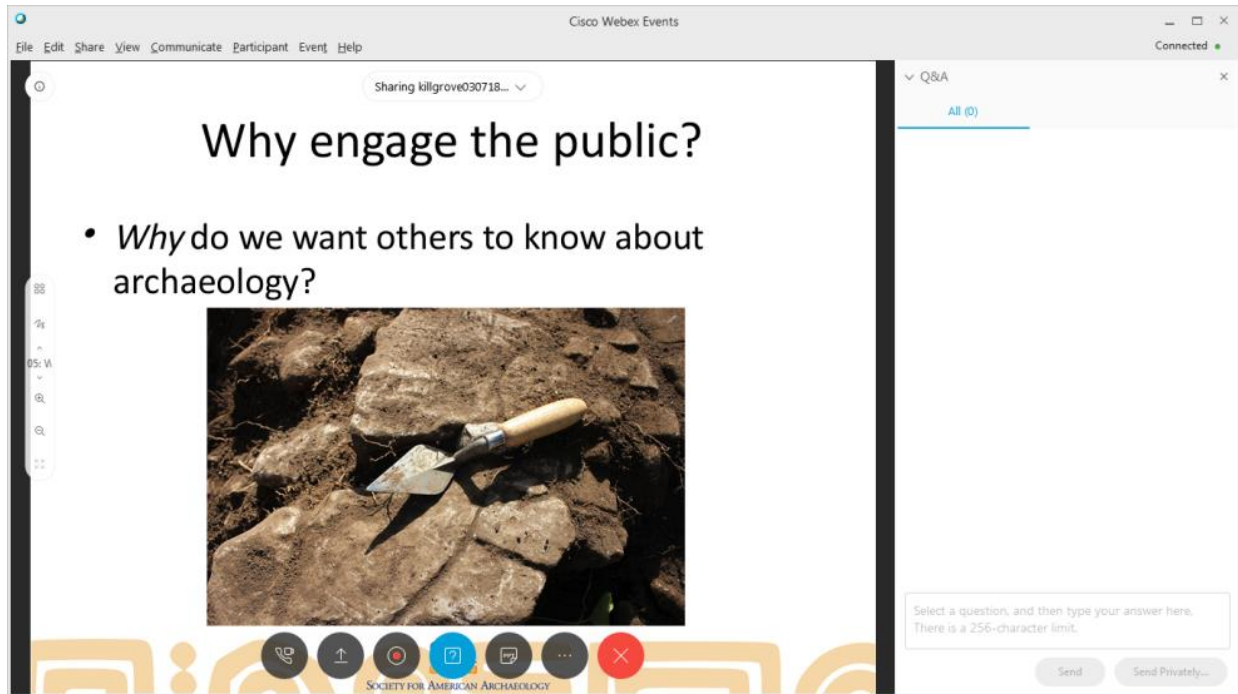 Cisco Webex Events
File Edit Share View Communicate Participant Event Help
Connected
Sharing killgrove030718...
Q&A
All (0)
Why engage the public?
• Why do we want others to know about
archaeology?
05: W
Select a question, and then type your answer here.
There is a 256-character limit.
Send
Send Privately...
SOCIETY FOR AMERICAN ARCHAEOLOGY